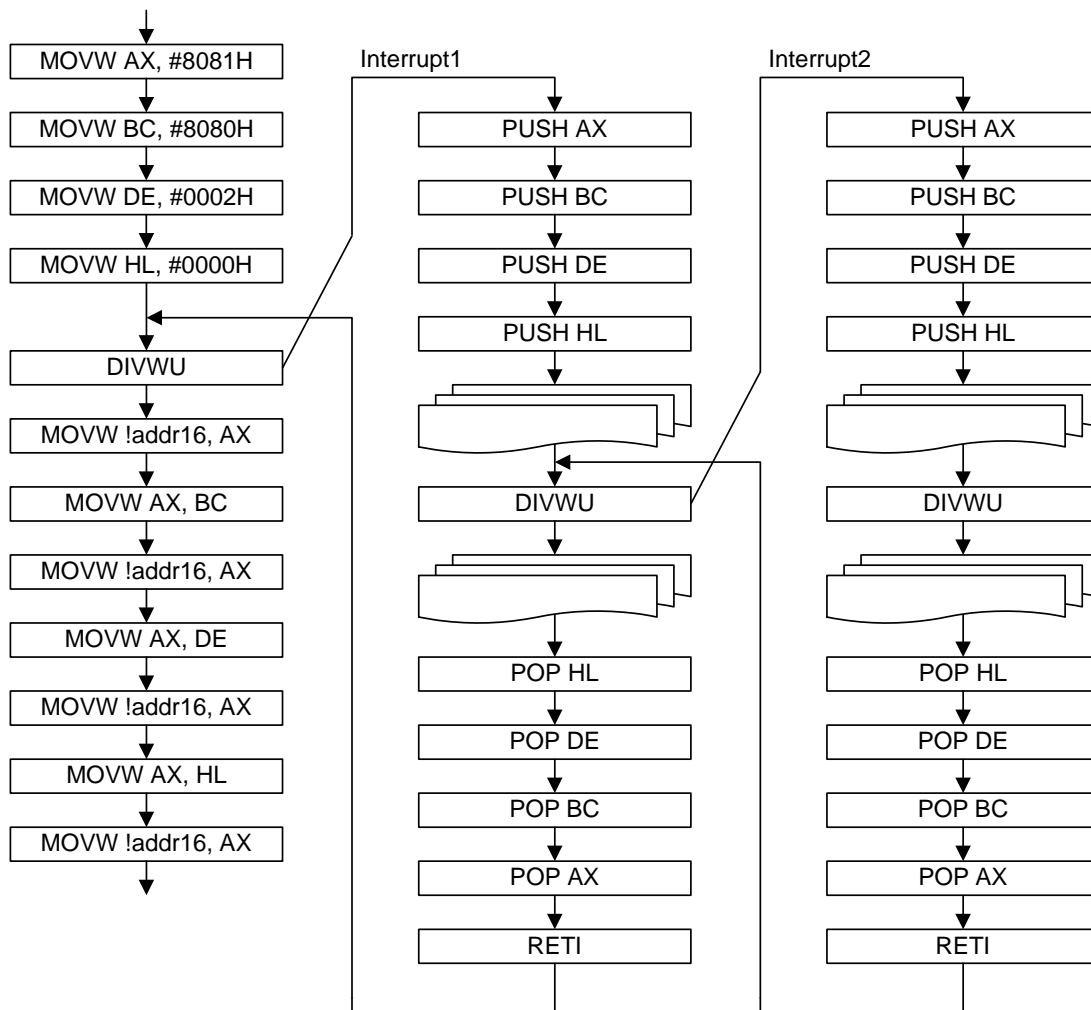 MOVW AX, #8081H
MOVW BC, #8080H
MOVW DE, #0002H
MOVW HL, #0000H
DIVWU
MOVW !addr16, AX
MOVW AX, BC
MOVW !addr16, AX
MOVW AX, DE
MOVW !addr16, AX
MOVW AX, HL
MOVW !addr16, AX
Interrupt1
PUSH AX
PUSH BC
PUSH DE
PUSH HL
DIVWU
POP HL
POP DE
POP BC
POP AX
RETI
Interrupt2
PUSH AX
PUSH BC
PUSH DE
PUSH HL
DIVWU
POP HL
POP DE
POP BC
POP AX
RETI